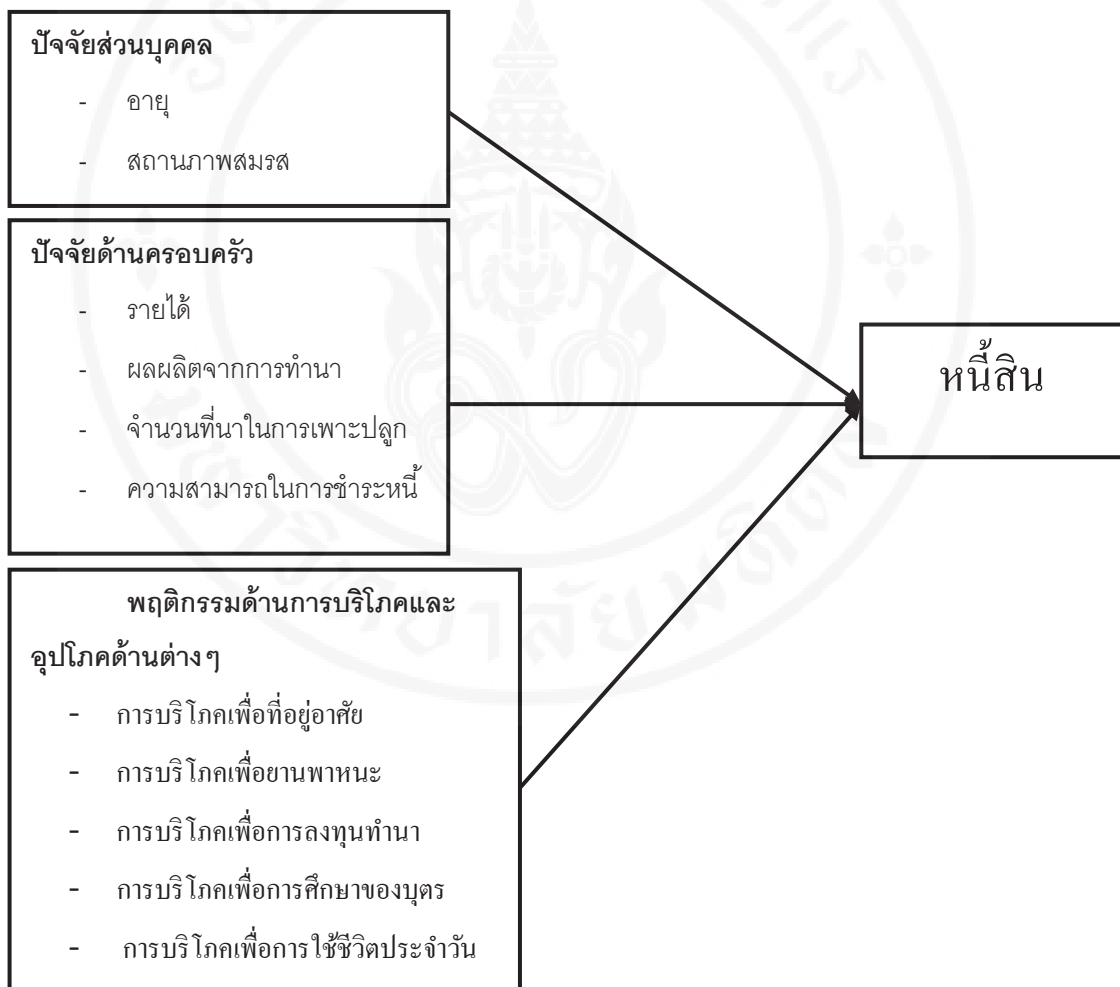 ปัจจัยส่วนบุคคล
- อายุ
- สถานภาพสมรส
ปัจจัยด้านครอบครัว
- รายได้
- ผลผลิตจากการทำนา
- จำนวนที่นาในการเพาะปลูก
- ความสามารถในการชำระหนี้
หนี้สิน
พฤติกรรมด้านการบริโภคและ
อุปโภคด้านต่างๆ
- การบริโภคเพื่อที่อยู่อาศัย
- การบริโภคเพื่อยานพาหนะ
- การบริโภคเพื่อการลงทุนทำนา
- การบริโภคเพื่อการศึกษาของบุตร
- การบริโภคเพื่อการใช้ชีวิตประจำวัน